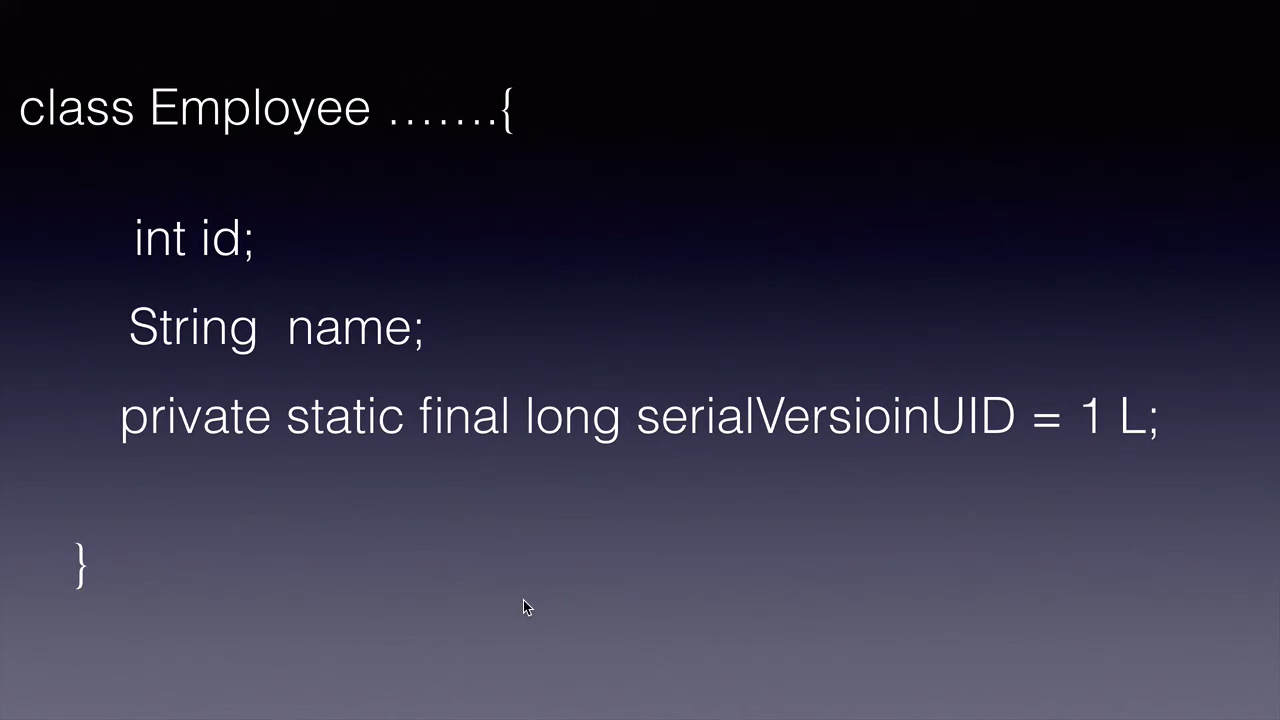 class Employee …….{
int id;
String  name;
private static final long serialVersioinUID = 1 L;
}